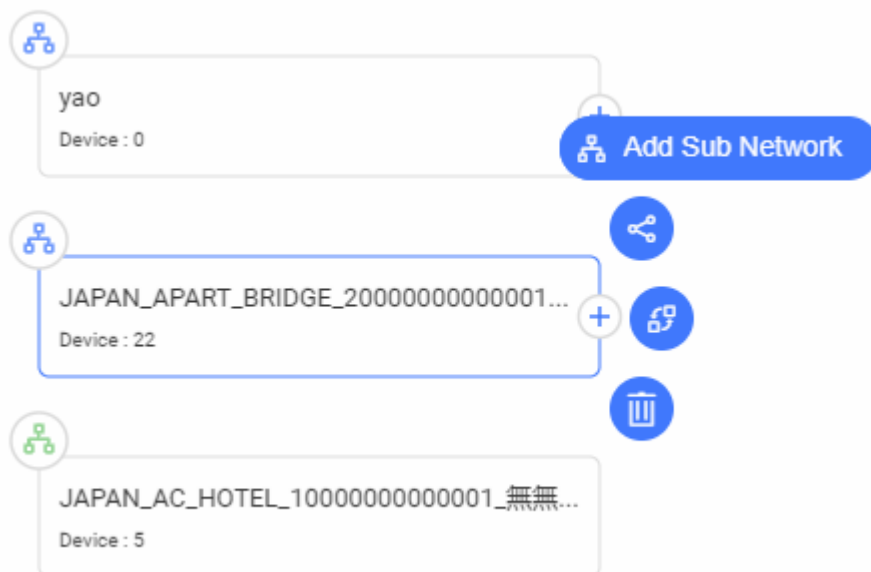 yao
Device : 0
Add Sub Network
JAPAN_APART_BRIDGE_20000000000001...
Device : 22
JAPAN_AC_HOTEL_10000000000001_無無...
Device : 5